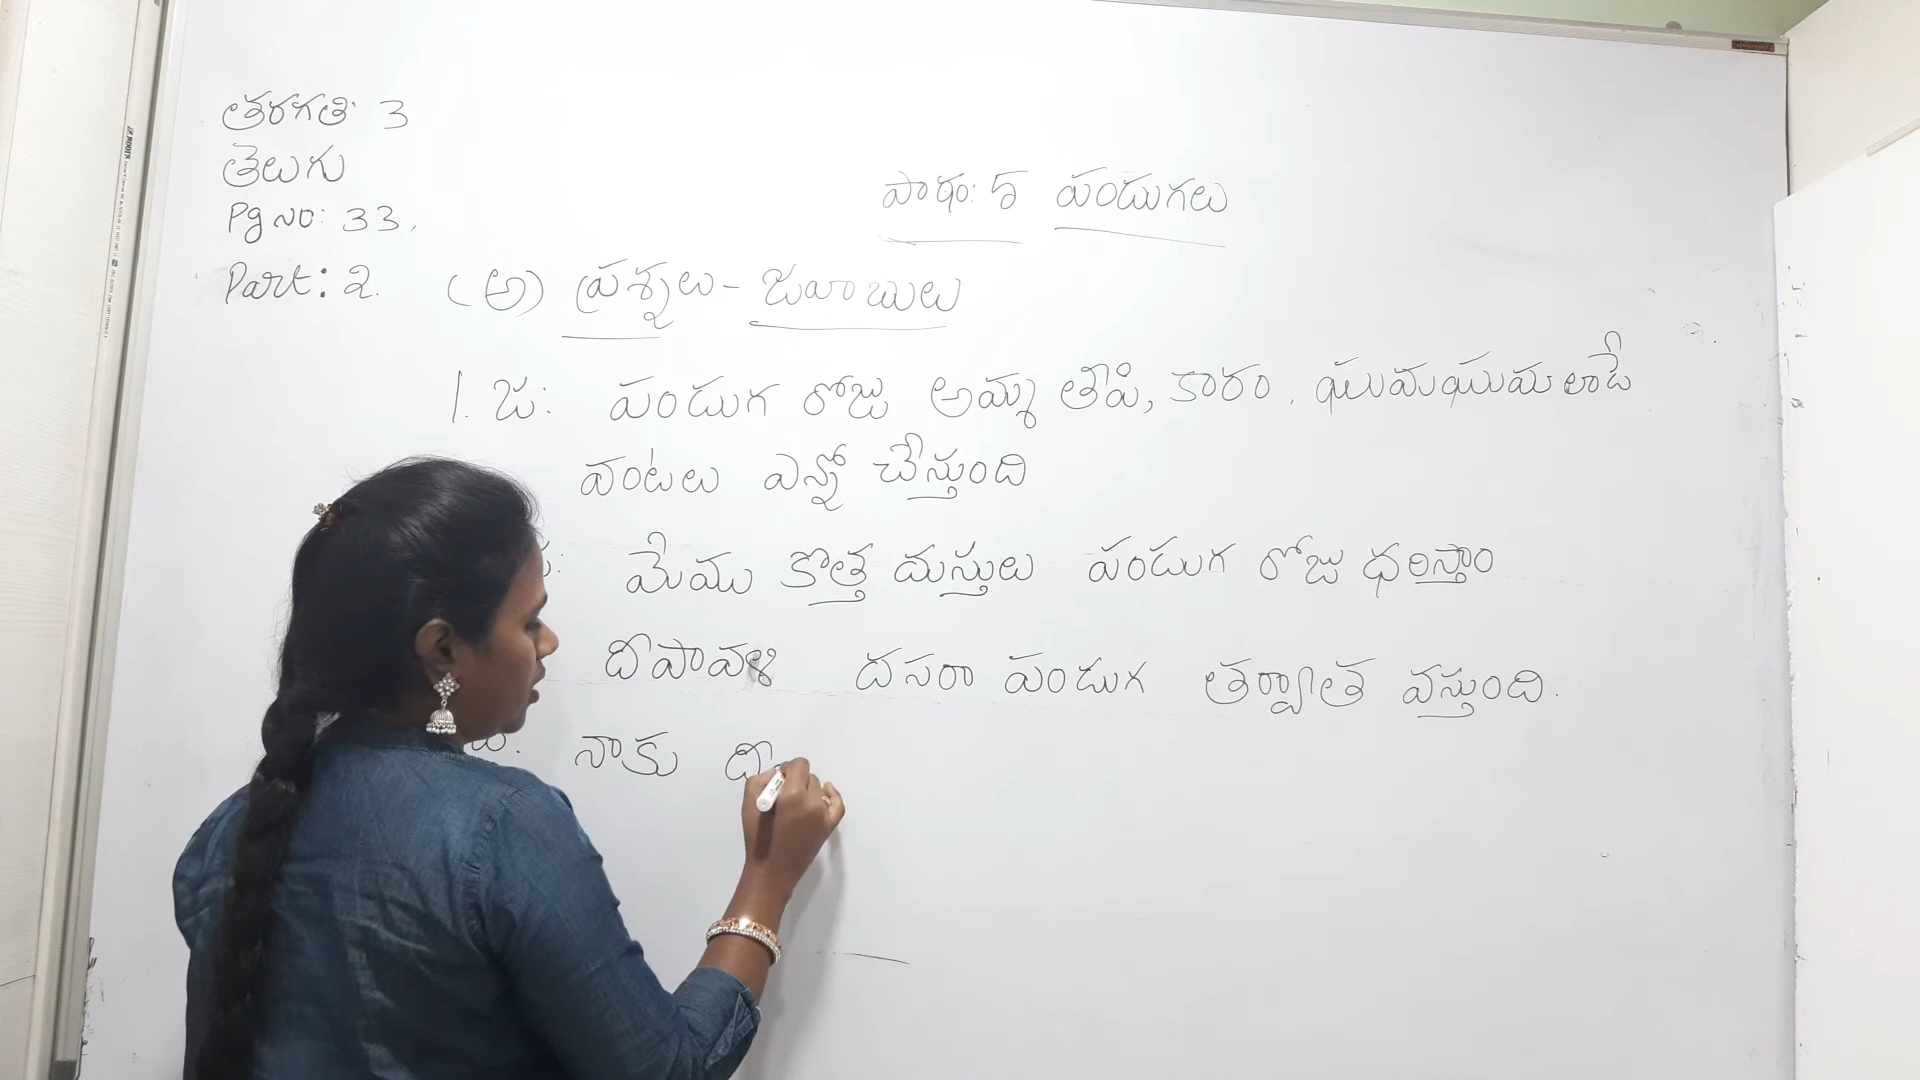 తరగతి: 3
తెలుగు
Pg no: 33.
పాఠం: 5 పండుగలు
Part: 2. (అ) ప్రశ్నలు - జవాబులు
1. జ: పండుగ రోజు అమ్మ తీపి, కారం, ఘుమఘుమలాడే
వంటలు ఎన్నో చేస్తుంది
మేము కొత్త దుస్తులు పండుగ రోజు ధరిస్తాం
దీపావళి దసరా పండుగ తర్వాత వస్తుంది.
నాకు